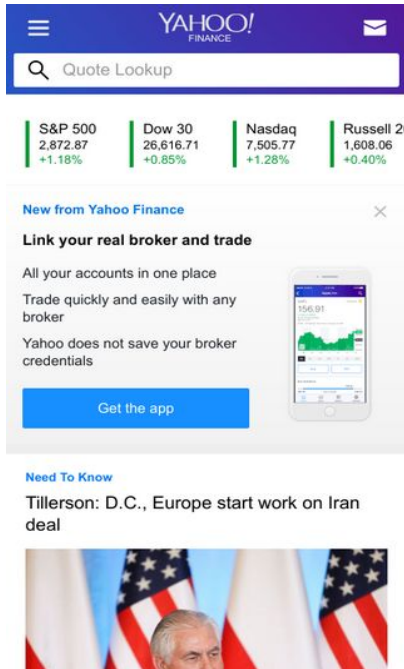 YAHOO!
FINANCE
Quote Lookup
S&P 500
2,872.87
+1.18%
Dow 30
26,616.71
+0.85%
Nasdaq
7,505.77
+1.28%
Russell 2
1,608.06
+0.40%
New from Yahoo Finance
Link your real broker and trade
All your accounts in one place
Trade quickly and easily with any
broker
Yahoo does not save your broker
credentials
156.91
Get the app
Need To Know
Tillerson: D.C., Europe start work on Iran
deal